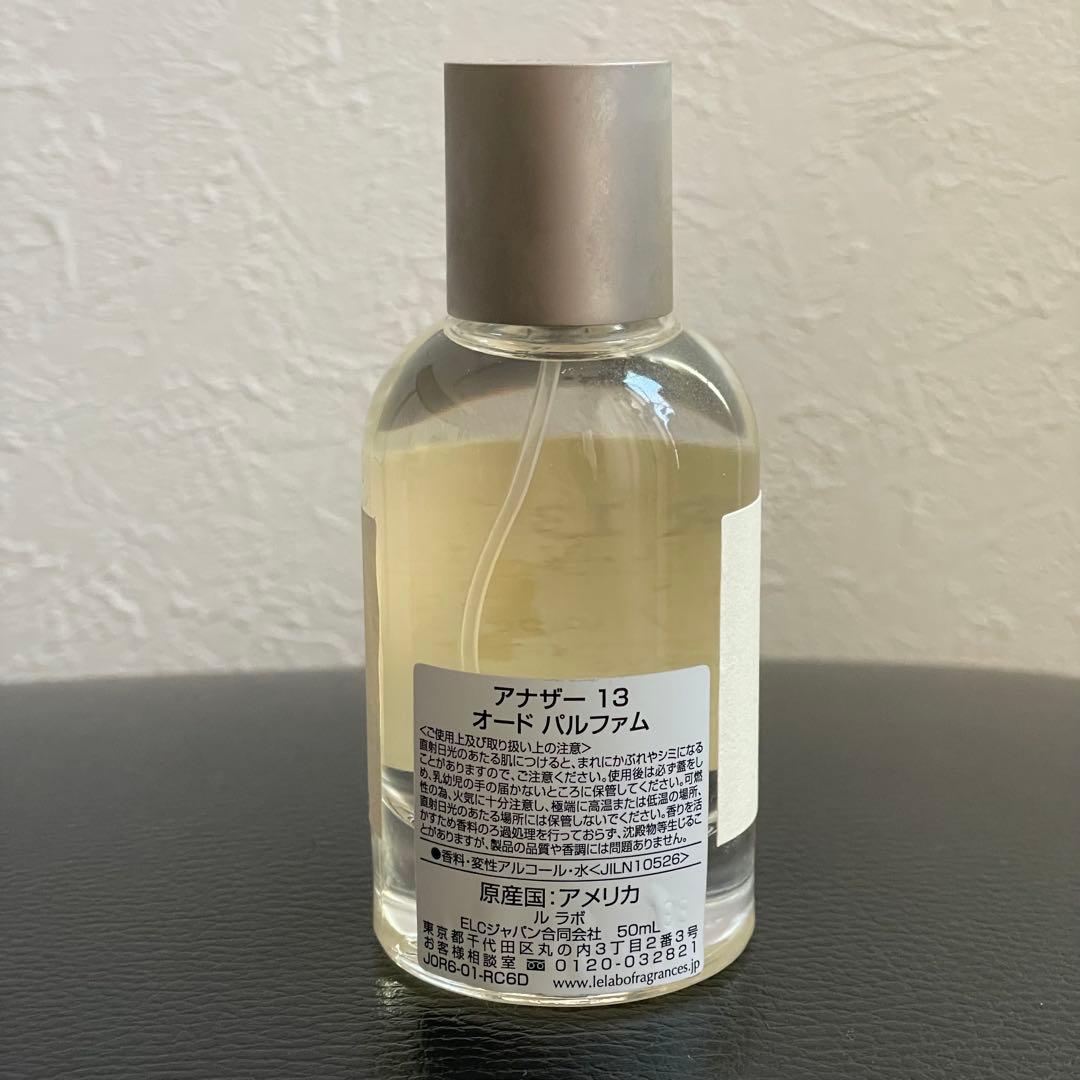 アナザー 13
オード パルファム
<ご使用上及び取り扱い上の注意>
直射日光のあたる肌につけると、まれにかぶれやシミになる
ことがありますので、ご注意ください。使用後は必ず蓋をし
め、乳幼児の手の届かないところに保管してください。可燃
性の為、火気に十分注意し、極端に高温または低温の場所、
直射日光のあたる場所には保管しないでください。香りを活
かすため香料のろ過処理を行っておらず、沈殿物等生じるこ
とがありますが、製品の品質や香調には問題ありません。
●香料・変性アルコール・水<JILN10526>
原産国：アメリカ
ル ラボ
ELCジャパン合同会社 50mL
東京都千代田区丸の内3丁目2番3号
お客様相談室 0120-032821
J0R6-01-RC6D www.lelabofragrances.jp